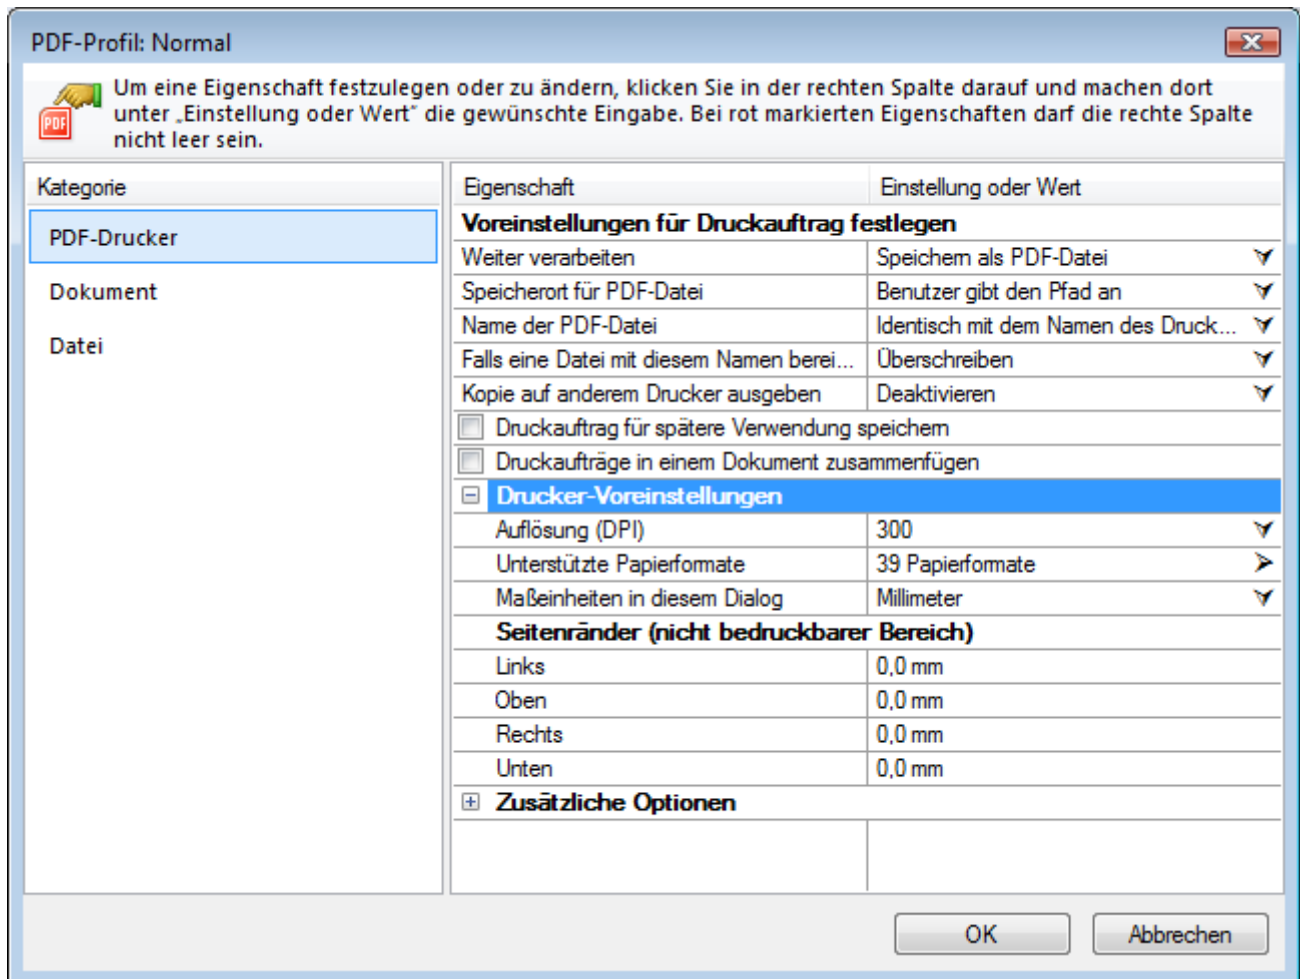 PDF-Profil: Normal
Um eine Eigenschaft festzulegen oder zu ändern, klicken Sie in der rechten Spalte darauf und machen dort
unter „Einstellung oder Wert“ die gewünschte Eingabe. Bei rot markierten Eigenschaften darf die rechte Spalte
nicht leer sein.
PDF
Kategorie
PDF-Drucker
Dokument
Datei
Eigenschaft Einstellung oder Wert
Voreinstellungen für Druckauftrag festlegen
Weiter verarbeiten Speichern als PDF-Datei
Speicherort für PDF-Datei Benutzer gibt den Pfad an
Name der PDF-Datei Identisch mit dem Namen des Druck...
Falls eine Datei mit diesem Namen berei... Überschreiben
Kopie auf anderem Drucker ausgeben Deaktivieren
Druckauftrag für spätere Verwendung speichern
Druckaufträge in einem Dokument zusammenfügen
Drucker-Voreinstellungen
Auflösung (DPI) 300
Unterstützte Papierformate 39 Papierformate
Maßeinheiten in diesem Dialog Millimeter
Seitenränder (nicht bedruckbarer Bereich)
Links 0,0 mm
Oben 0,0 mm
Rechts 0,0 mm
Unten 0,0 mm
Zusätzliche Optionen
OK Abbrechen